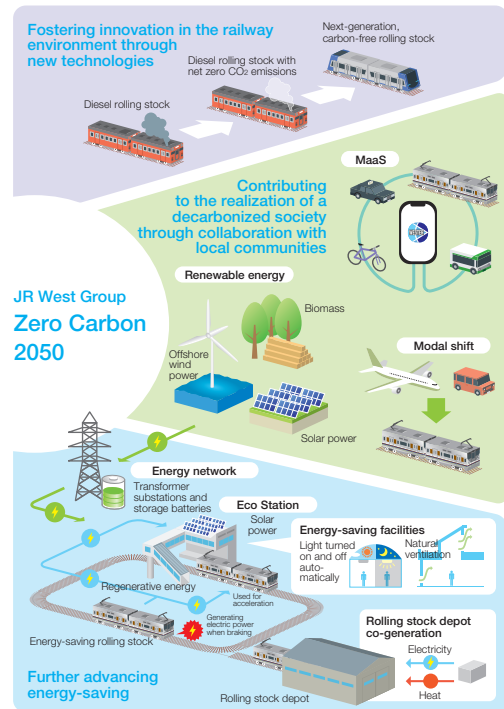 Fostering innovation in the railway
environment through
new technologies
Next-generation,
carbon-free rolling stock
Diesel rolling stock with
net zero CO₂ emissions
Diesel rolling stock
MaaS
Contributing
to the realization of a
decarbonized society
through collaboration with
local communities
Renewable energy
Biomass
Offshore
wind
power
Solar power
Modal shift
JR West Group
Zero Carbon
2050
Energy network
Transformer
substations and
storage batteries
Eco Station
Solar
power
Energy-saving facilities
Light turned
on and off
auto-
matically
Natural
ventilation
Regenerative energy
Used for
acceleration
Generating
electric power
when braking
Energy-saving rolling stock
Rolling stock depot
co-generation
Electricity
Heat
Rolling stock depot
Further advancing
energy-saving